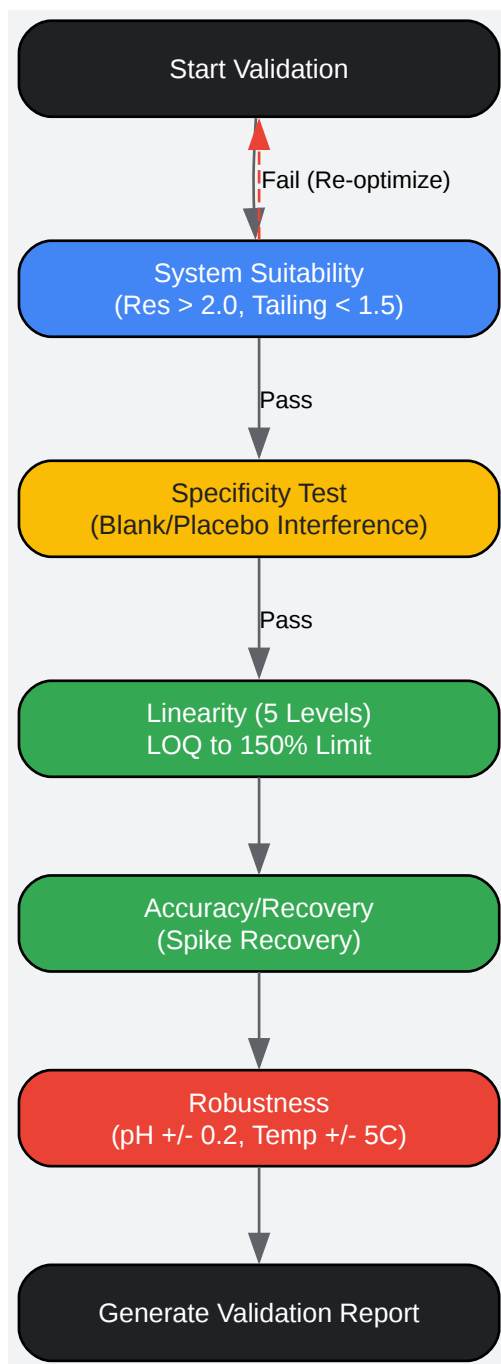 Start Validation
Fail (Re-optimize)
System Suitability
(Res > 2.0, Tailing < 1.5)
Pass
Specificity Test
(Blank/Placebo Interference)
Pass
Linearity (5 Levels)
LOQ to 150% Limit
Accuracy/Recovery
(Spike Recovery)
Robustness
(pH +/- 0.2, Temp +/- 5C)
Generate Validation Report